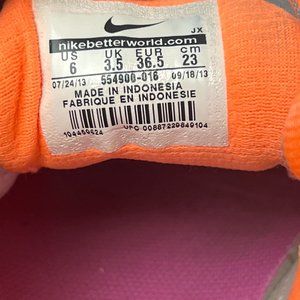 JX
nikebetterworld.com
US UK EUR cm
6 3.5 36.5 23
07/24/13 554900-016 09/18/13
MADE IN INDONESIA
FABRIQUE EN INDONESIE
104459624 UPC 00887229849104